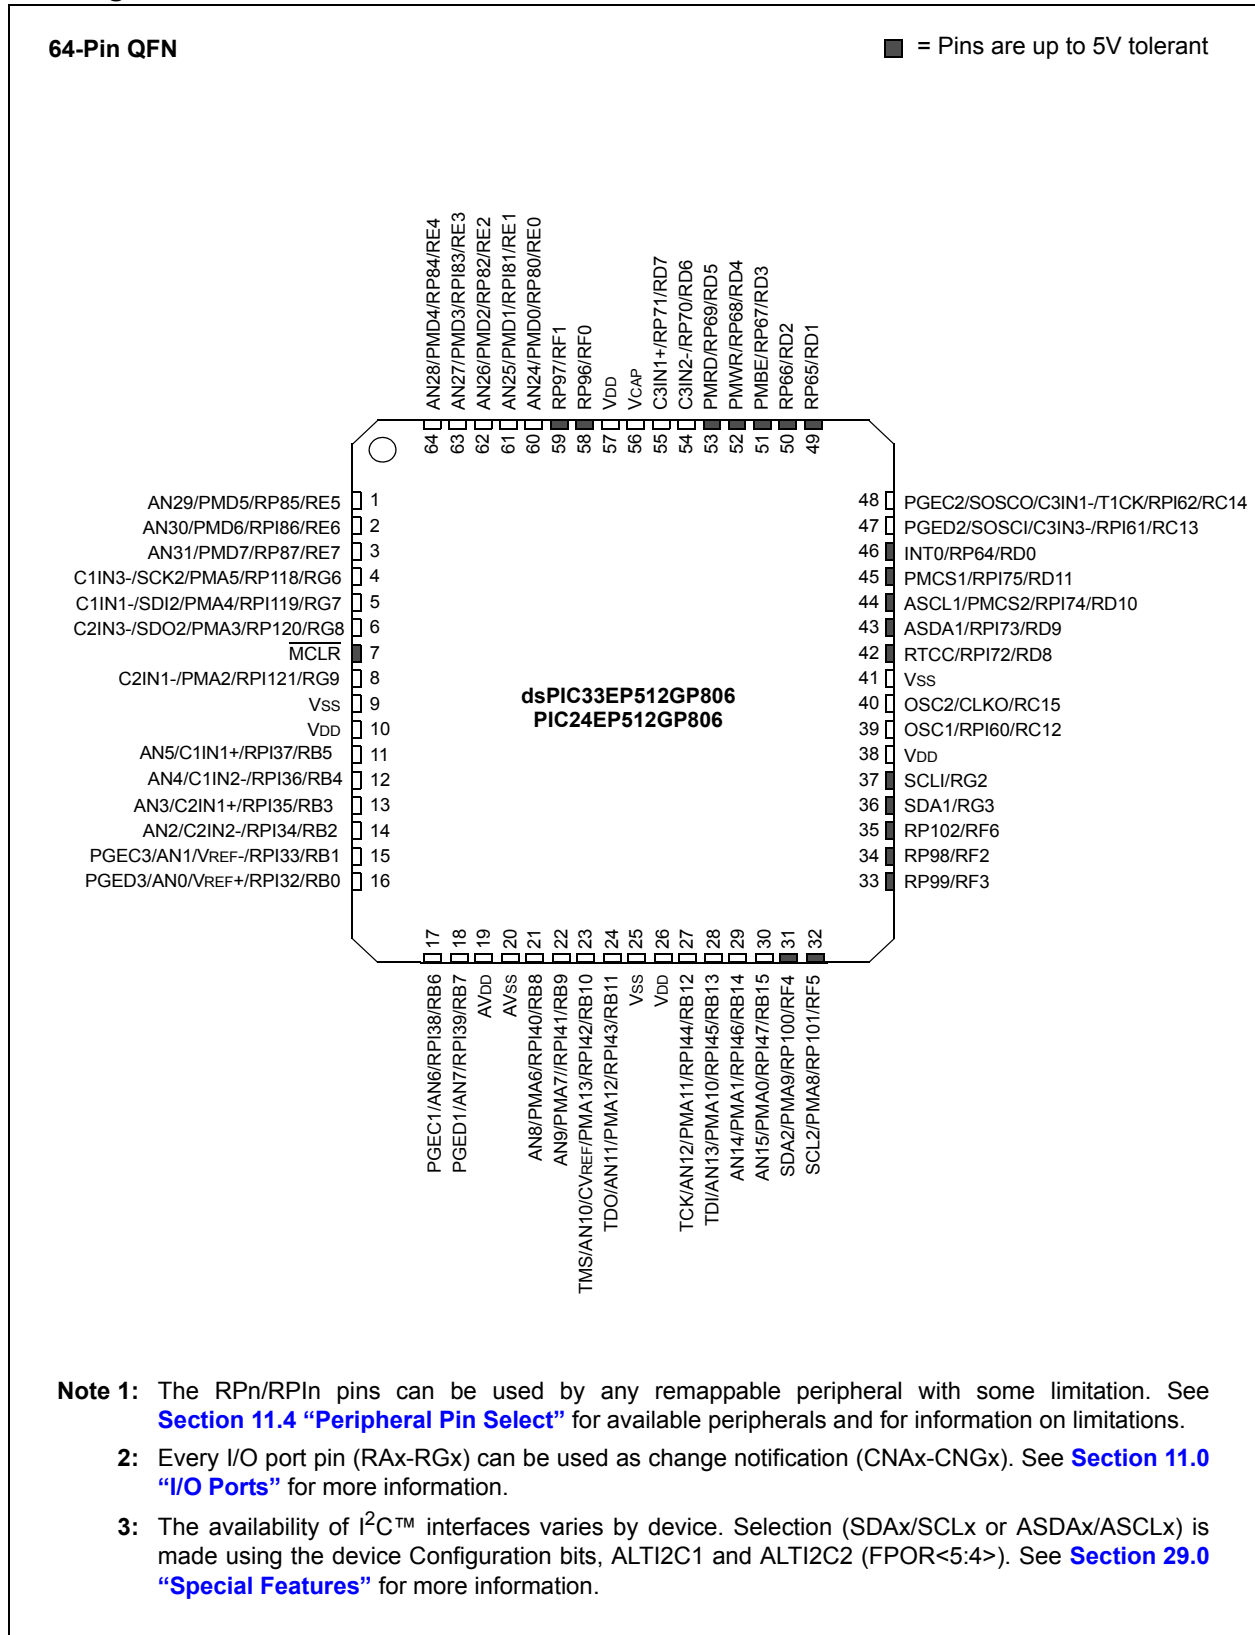 64-Pin QFN
= Pins are up to 5V tolerant
AN28/PMD4/RP84/RE4
AN27/PMD3/RPI83/RE3
AN26/PMD2/RP82/RE2
AN25/PMD1/RPI81/RE1
AN24/PMD0/RP80/RE0
RP97/RF1
RP96/RF0
VDD
VCAP
C3IN1+/RP71/RD7
C3IN2-/RP70/RD6
PMRD/RP69/RD5
PMWR/RP68/RD4
PMBE/RP67/RD3
RP66/RD2
RP65/RD1
64 63 62 61 60 59 58 57 56 55 54 53 52 51 50 49
AN29/PMD5/RP85/RE5 1
AN30/PMD6/RPI86/RE6 2
AN31/PMD7/RP87/RE7 3
C1IN3-/SCK2/PMA5/RP118/RG6 4
C1IN1-/SDI2/PMA4/RPI119/RG7 5
C2IN3-/SDO2/PMA3/RP120/RG8 6
MCLR 7
C2IN1-/PMA2/RPI121/RG9 8
VSS 9
VDD 10
AN5/C1IN1+/RPI37/RB5 11
AN4/C1IN2-/RPI36/RB4 12
AN3/C2IN1+/RPI35/RB3 13
AN2/C2IN2-/RPI34/RB2 14
PGEC3/AN1/VREF-/RPI33/RB1 15
PGED3/AN0/VREF+/RPI32/RB0 16
dsPIC33EP512GP806
PIC24EP512GP806
48 PGEC2/SOSCO/C3IN1-/T1CK/RPI62/RC14
47 PGED2/SOSCI/C3IN3-/RPI61/RC13
46 INT0/RP64/RD0
45 PMCS1/RPI75/RD11
44 ASCL1/PMCS2/RPI74/RD10
43 ASDA1/RPI73/RD9
42 RTCC/RPI72/RD8
41 VSS
40 OSC2/CLKO/RC15
39 OSC1/RPI60/RC12
38 VDD
37 SCLI/RG2
36 SDA1/RG3
35 RP102/RF6
34 RP98/RF2
33 RP99/RF3
17 18 19 20 21 22 23 24 25 26 27 28 29 30 31 32
PGEC1/AN6/RPI38/RB6
PGED1/AN7/RPI39/RB7
AVDD
AVSS
AN8/PMA6/RPI40/RB8
AN9/PMA7//RPI41/RB9
TMS/AN10/CVREF/PMA13/RPI42/RB10
TDO/AN11/PMA12/RPI43/RB11
VSS
VDD
TCK/AN12/PMA11/RPI44/RB12
TDI/AN13/PMA10/RPI45/RB13
AN14/PMA1/RPI46/RB14
AN15/PMA0/RPI47/RB15
SDA2/PMA9/RP100/RF4
SCL2/PMA8/RP101/RF5
Note 1: The RPn/RPIn pins can be used by any remappable peripheral with some limitation. See
Section 11.4 “Peripheral Pin Select” for available peripherals and for information on limitations.
2: Every I/O port pin (RAx-RGx) can be used as change notification (CNAx-CNGx). See Section 11.0
“I/O Ports” for more information.
3: The availability of I2C™ interfaces varies by device. Selection (SDAx/SCLx or ASDAx/ASCLx) is
made using the device Configuration bits, ALTI2C1 and ALTI2C2 (FPOR<5:4>). See Section 29.0
“Special Features” for more information.